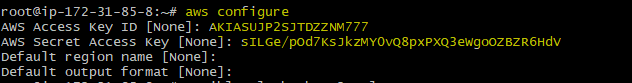 root@ip-172-31-85-8:~# aws configure
AWS Access Key ID [None]: AKIASUJP2SJTDZZNM777
AWS Secret Access Key [None]: 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
Default region name [None]:
Default output format [None]: